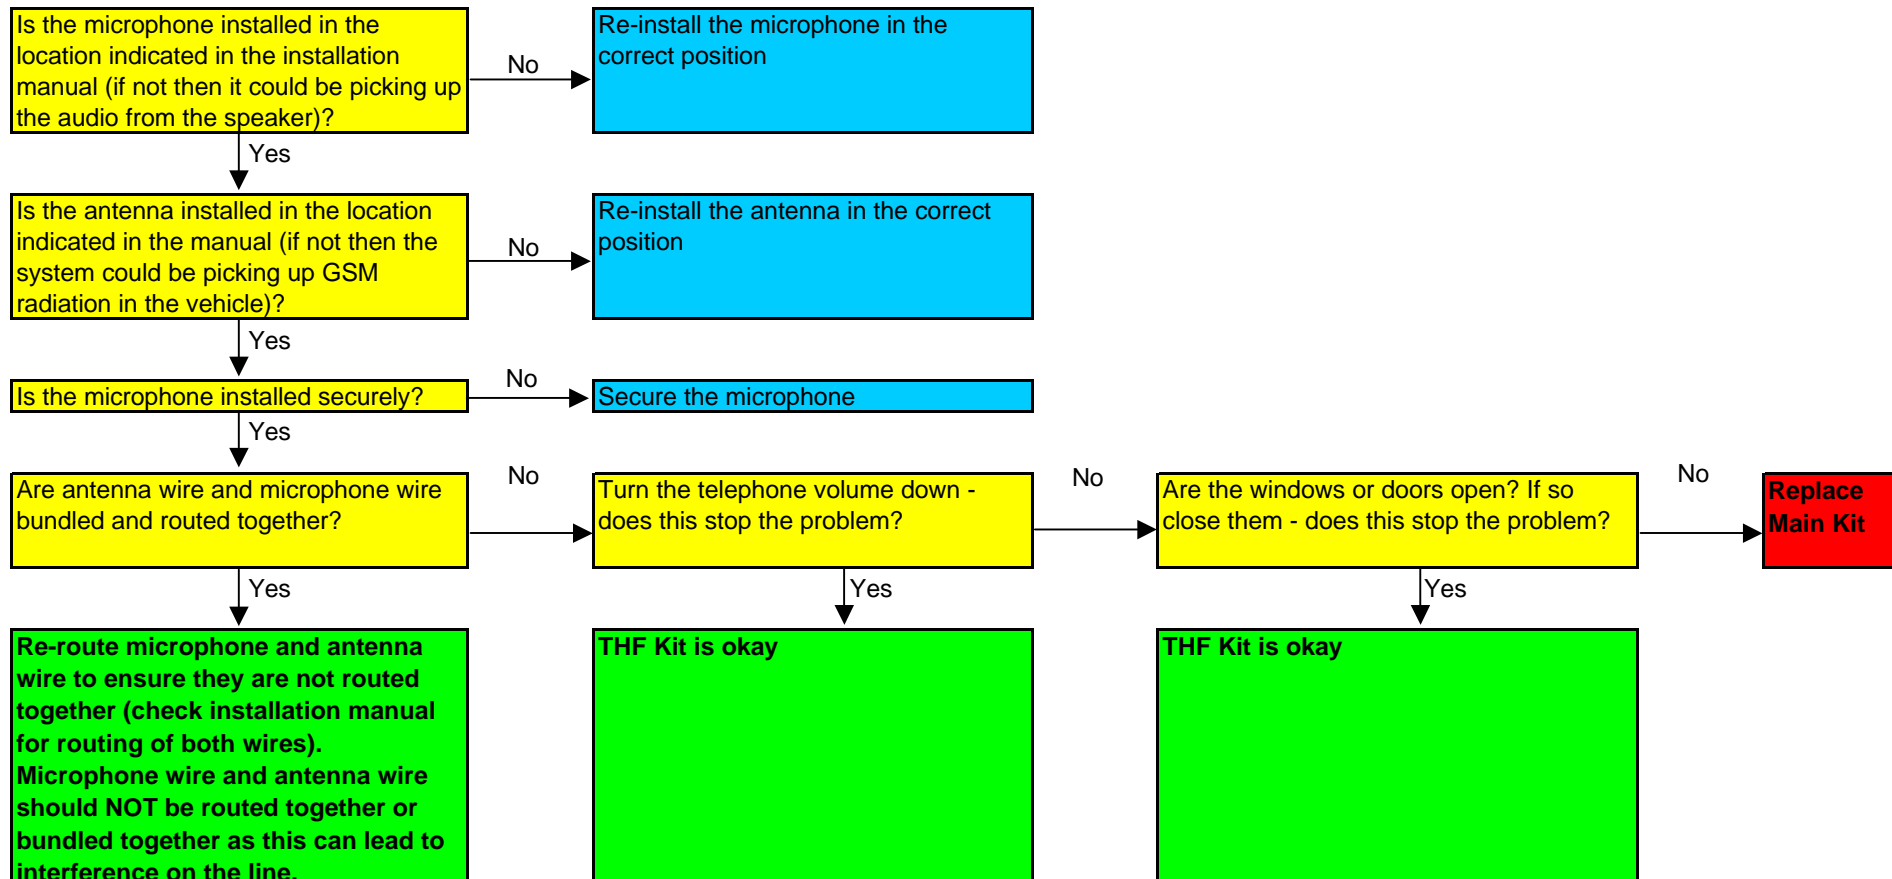 Is the microphone installed in the
location indicated in the installation
manual (if not then it could be picking up
the audio from the speaker)?
No
Re-install the microphone in the
correct position
Yes
Is the antenna installed in the location
indicated in the manual (if not then the
system could be picking up GSM
radiation in the vehicle)?
No
Re-install the antenna in the correct
position
Yes
Is the microphone installed securely?
No
Secure the microphone
Yes
Are antenna wire and microphone wire
bundled and routed together?
No
Turn the telephone volume down -
does this stop the problem?
No
Are the windows or doors open? If so
close them - does this stop the problem?
No
Replace
Main Kit
Yes
Yes
Yes
Re-route microphone and antenna
wire to ensure they are not routed
together (check installation manual
for routing of both wires).
Microphone wire and antenna wire
should NOT be routed together or
bundled together as this can lead to
interference on the line.
THF Kit is okay
THF Kit is okay